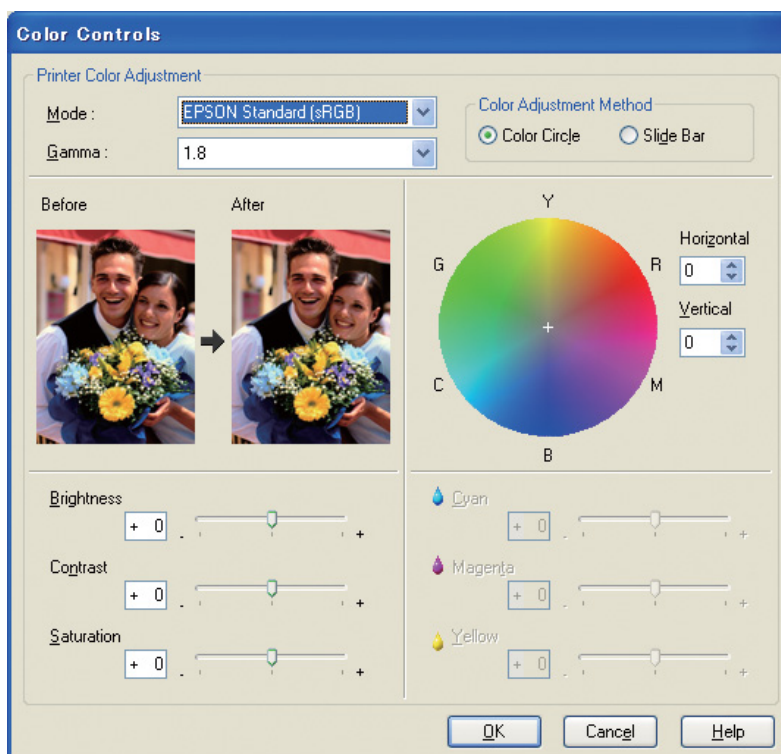 Color Controls
Printer Color Adjustment
Mode :
EPSON Standard (sRGB)
Gamma :
1.8
Color Adjustment Method
Color Circle
Slide Bar
Before
After
Y
G
R
C
M
B
Horizontal
0
Vertical
0
Brightness
+ 0
- +
Contrast
+ 0
- +
Saturation
+ 0
- +
Cyan
+ 0
- +
Magenta
+ 0
- +
Yellow
+ 0
- +
OK
Cancel
Help